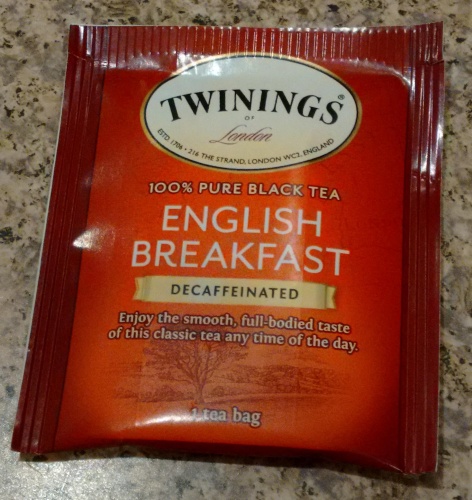 TWININGS®
OF
London
ESTD. 1706 • 216 THE STRAND, LONDON WC2, ENGLAND
100% PURE BLACK TEA
ENGLISH
BREAKFAST
DECAFFEINATED
Enjoy the smooth, full-bodied taste
of this classic tea any time of the day.
1 tea bag